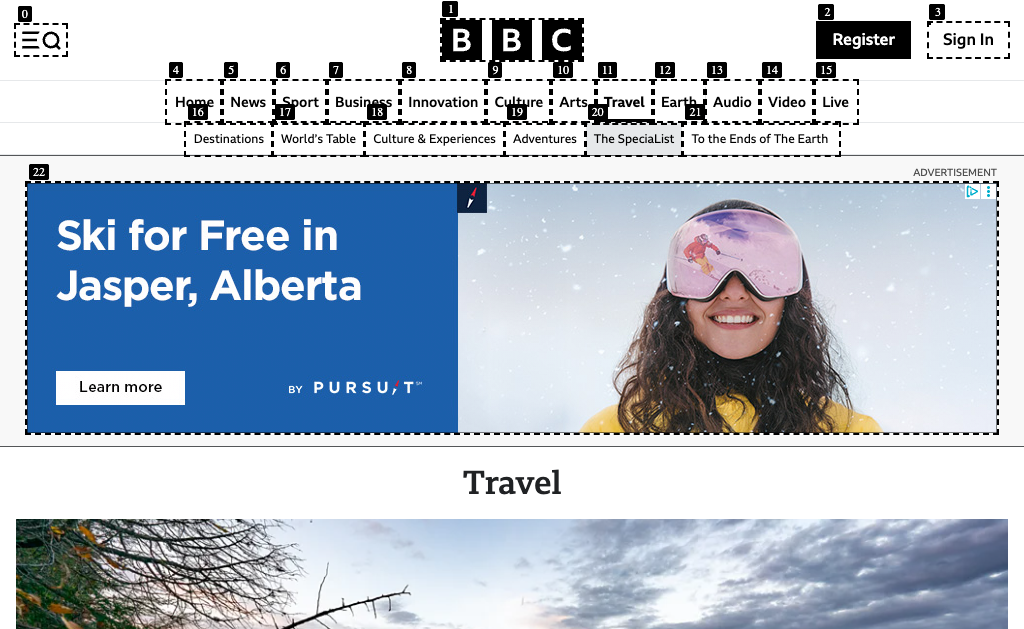 BBC
Register
Sign In
Home
News
Sport
Business
Innovation
Culture
Arts
Travel
Earth
Audio
Video
Live
Destinations
World's Table
Culture & Experiences
Adventures
The SpeciaList
To the Ends of The Earth
0
1
2
3
4
5
6
7
8
9
10
11
12
13
14
15
16
17
18
19
20
21
22
ADVERTISEMENT
Ski for Free in
Jasper, Alberta
Learn more
BY PURSUIT
Travel